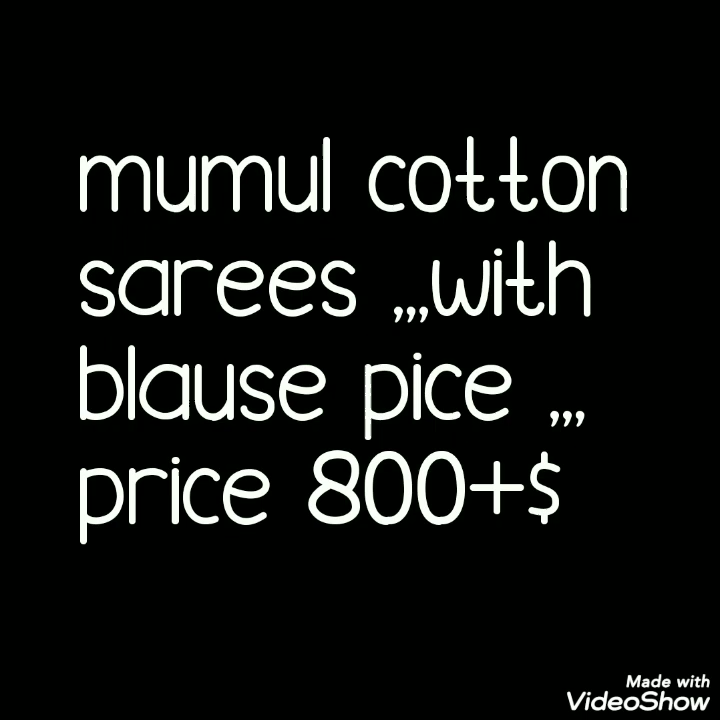 mumul cotton
sarees ,,,with
blause pice ,,,
price 800+$
Made with
VideoShow